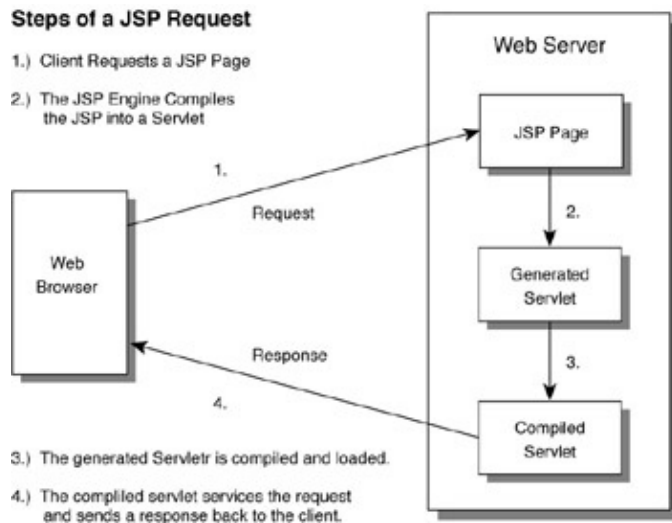 Steps of a JSP Request
1.) Client Requests a JSP Page
2.) The JSP Engine Compiles
the JSP into a Servlet
Web Server
JSP Page
1.
Request
2.
Web
Browser
Generated
Servlet
Response
3.
4.
Compiled
Servlet
3.) The generated Servletr is compiled and loaded.
4.) The compliled servlet services the request
and sends a response back to the client.